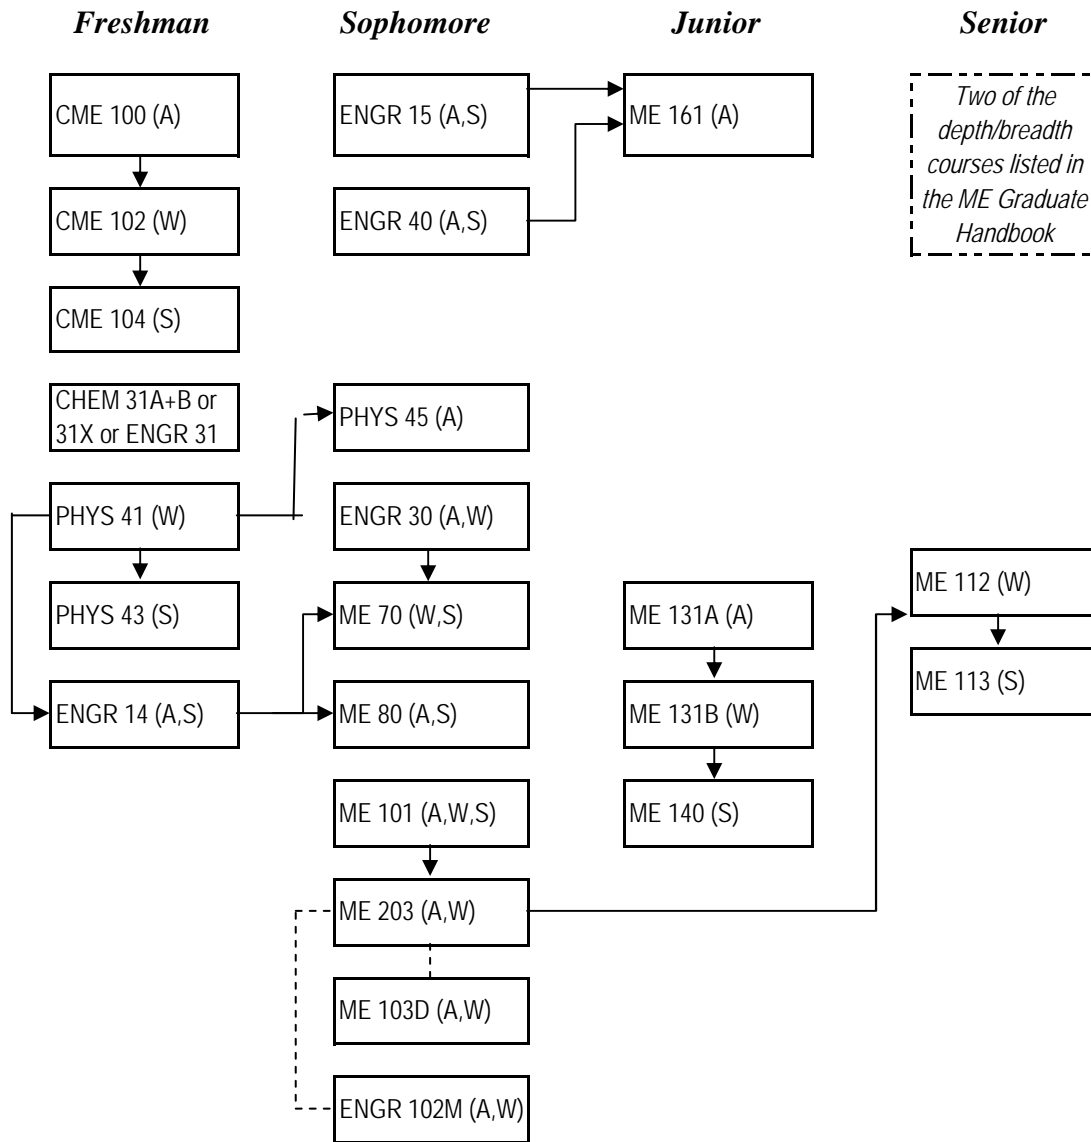 Freshman
Sophomore
Junior
Senior
CME 100 (A)
CME 102 (W)
CME 104 (S)
CHEM 31A+B or
31X or ENGR 31
PHYS 41 (W)
PHYS 43 (S)
ENGR 14 (A,S)
ENGR 15 (A,S)
ENGR 40 (A,S)
PHYS 45 (A)
ENGR 30 (A,W)
ME 70 (W,S)
ME 80 (A,S)
ME 101 (A,W,S)
ME 203 (A,W)
ME 103D (A,W)
ENGR 102M (A,W)
ME 161 (A)
ME 131A (A)
ME 131B (W)
ME 140 (S)
Two of the
depth/breadth
courses listed in
the ME Graduate
Handbook
ME 112 (W)
ME 113 (S)